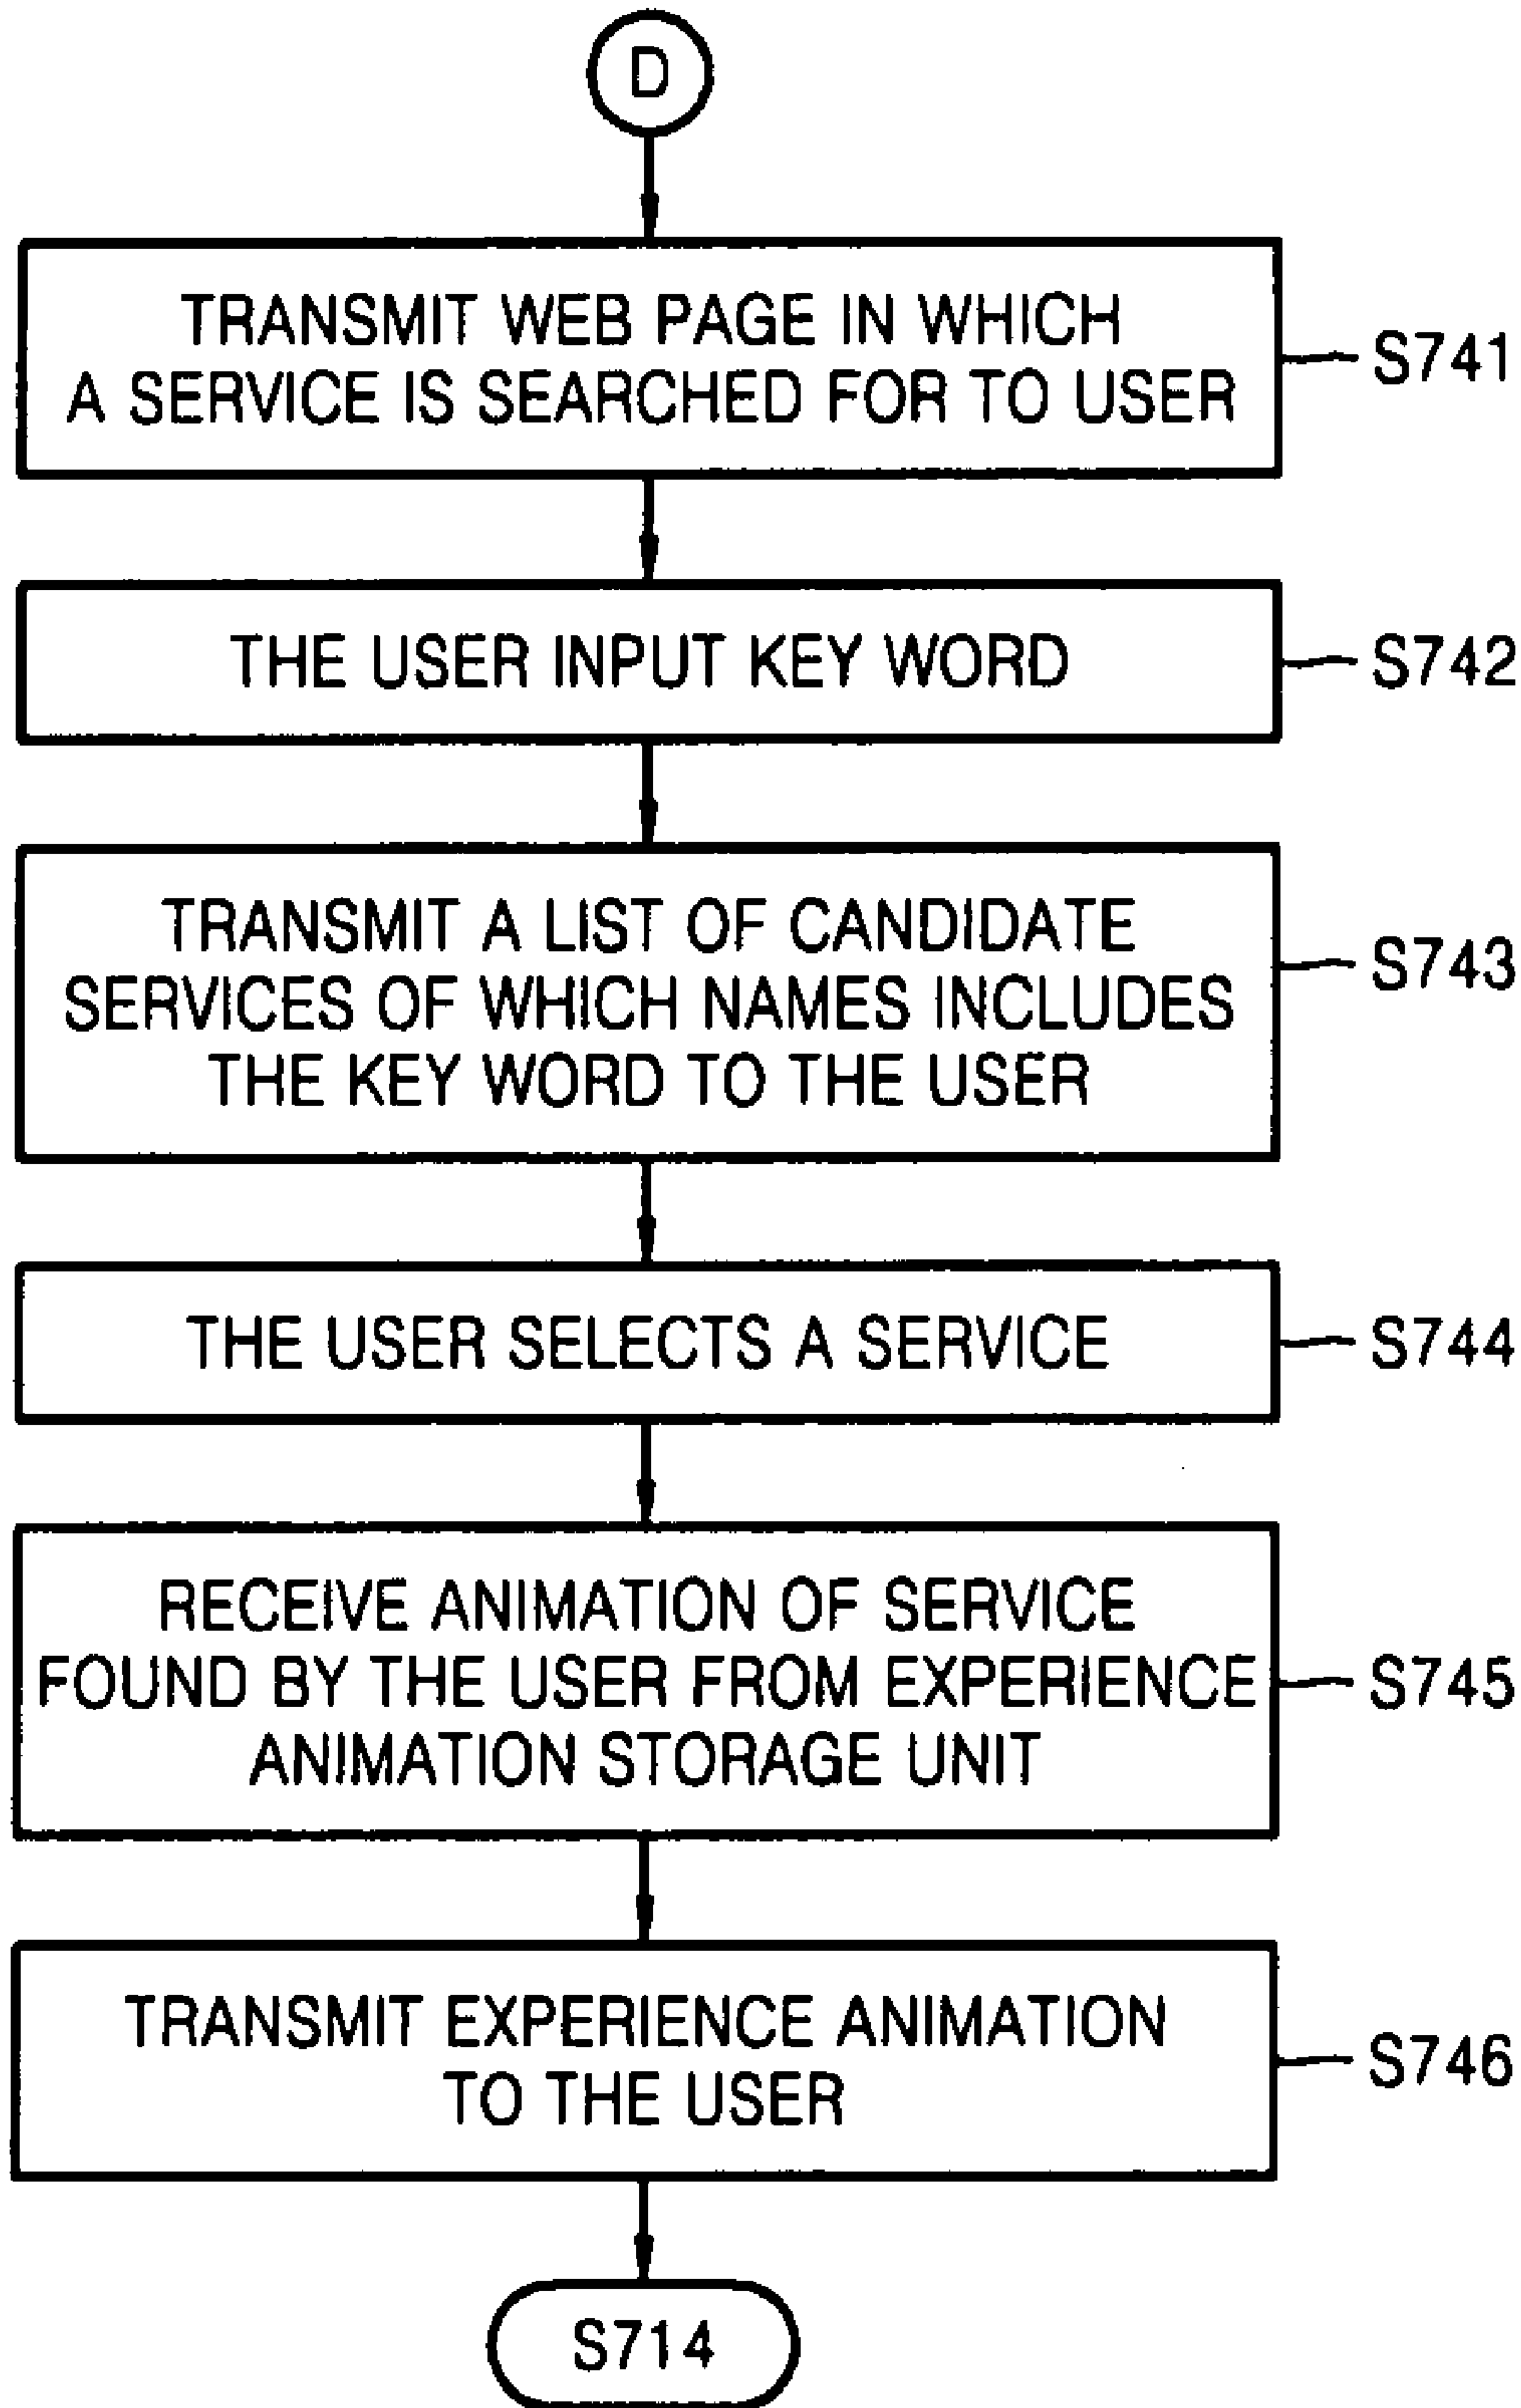 D
TRANSMIT WEB PAGE IN WHICH
A SERVICE IS SEARCHED FOR TO USER
S741
THE USER INPUT KEY WORD
S742
TRANSMIT A LIST OF CANDIDATE
SERVICES OF WHICH NAMES INCLUDES
THE KEY WORD TO THE USER
S743
THE USER SELECTS A SERVICE
S744
RECEIVE ANIMATION OF SERVICE
FOUND BY THE USER FROM EXPERIENCE
ANIMATION STORAGE UNIT
S745
TRANSMIT EXPERIENCE ANIMATION
TO THE USER
S746
S714